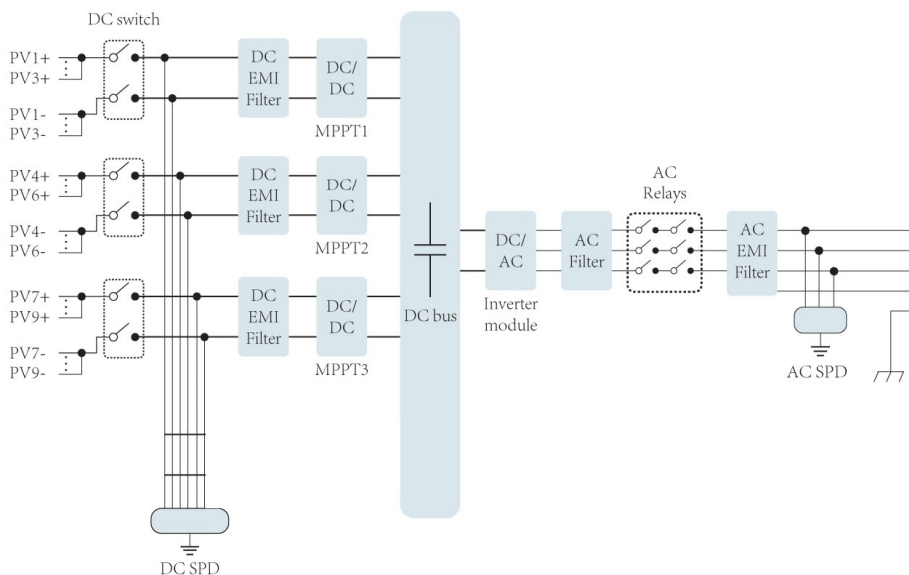 DC switch
PV1+
PV3+
PV1-
PV3-
DC
EMI
Filter
DC/
DC
MPPT1
PV4+
PV6+
PV4-
PV6-
DC
EMI
Filter
DC/
DC
MPPT2
PV7+
PV9+
PV7-
PV9-
DC
EMI
Filter
DC/
DC
MPPT3
DC SPD
DC bus
DC/
AC
Inverter
module
AC
Filter
AC
Relays
AC
EMI
Filter
AC SPD